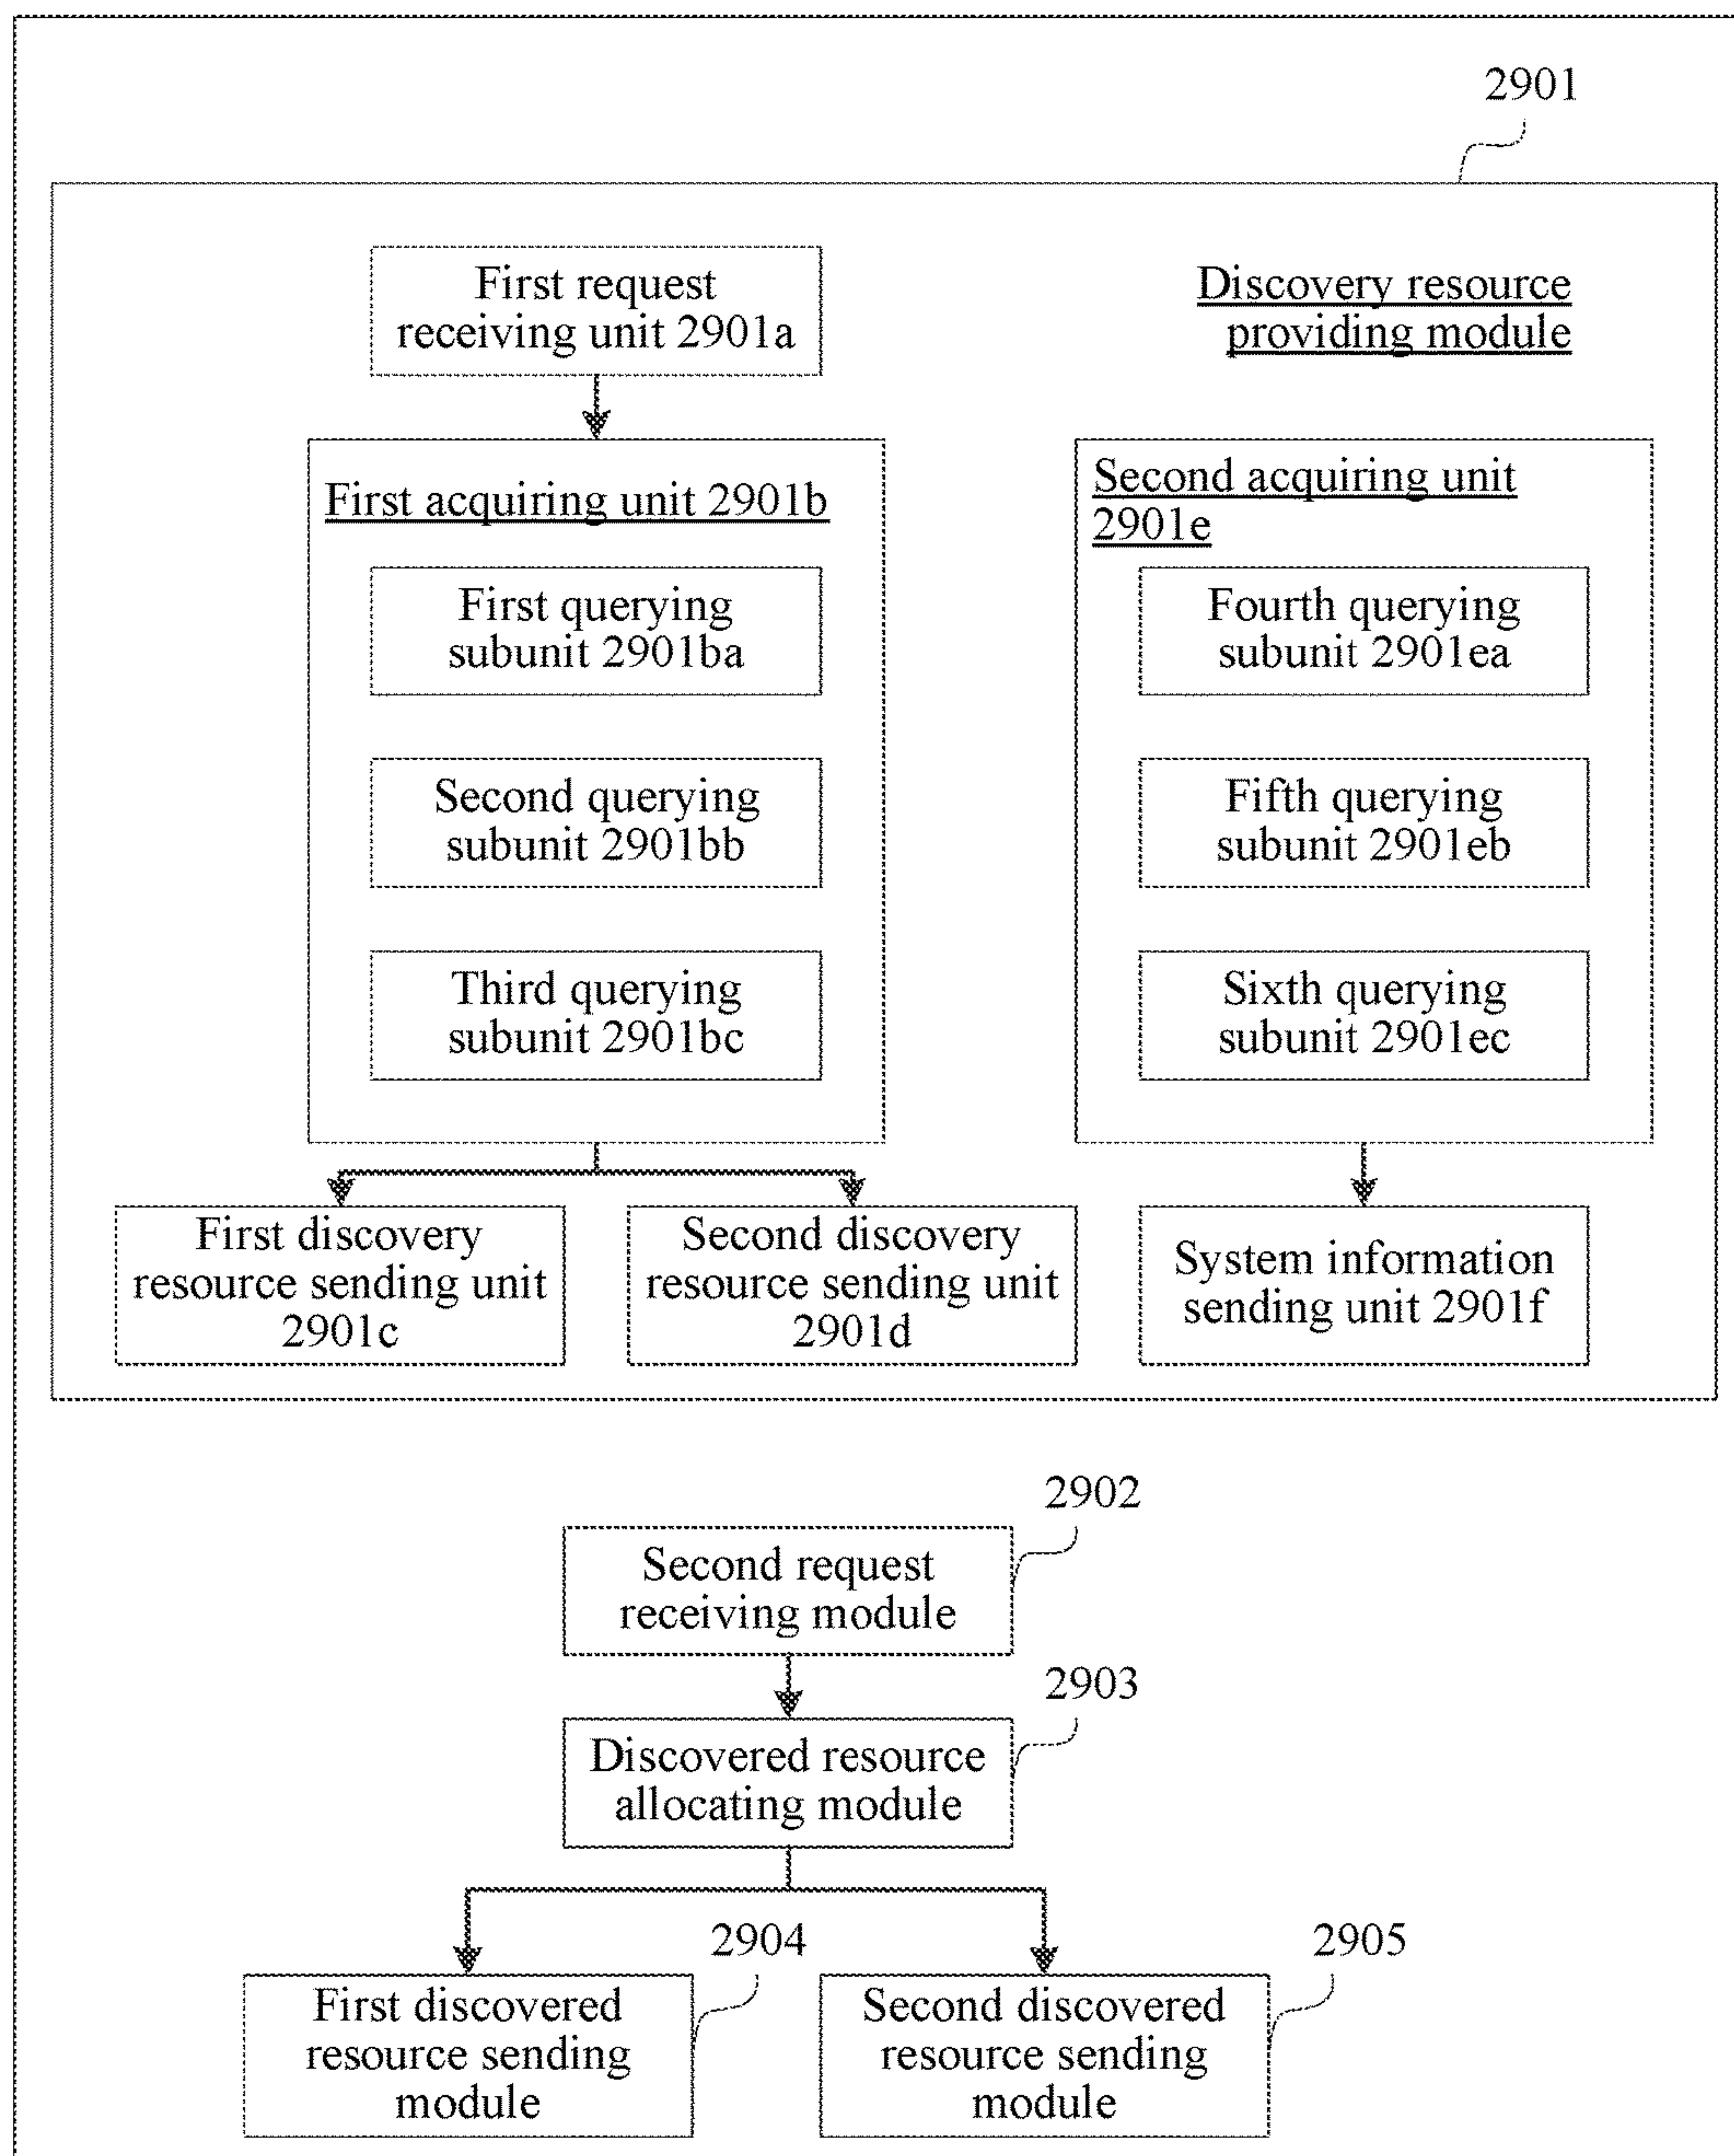 2901
First request
receiving unit 2901a
Discovery resource
providing module
First acquiring unit 2901b
First querying
subunit 2901ba
Second querying
subunit 2901bb
Third querying
subunit 2901bc
Second acquiring unit
2901e
Fourth querying
subunit 2901ea
Fifth querying
subunit 2901eb
Sixth querying
subunit 2901ec
First discovery
resource sending unit
2901c
Second discovery
resource sending unit
2901d
System information
sending unit 2901f
2902
Second request
receiving module
2903
Discovered resource
allocating module
2904
First discovered
resource sending
module
2905
Second discovered
resource sending
module